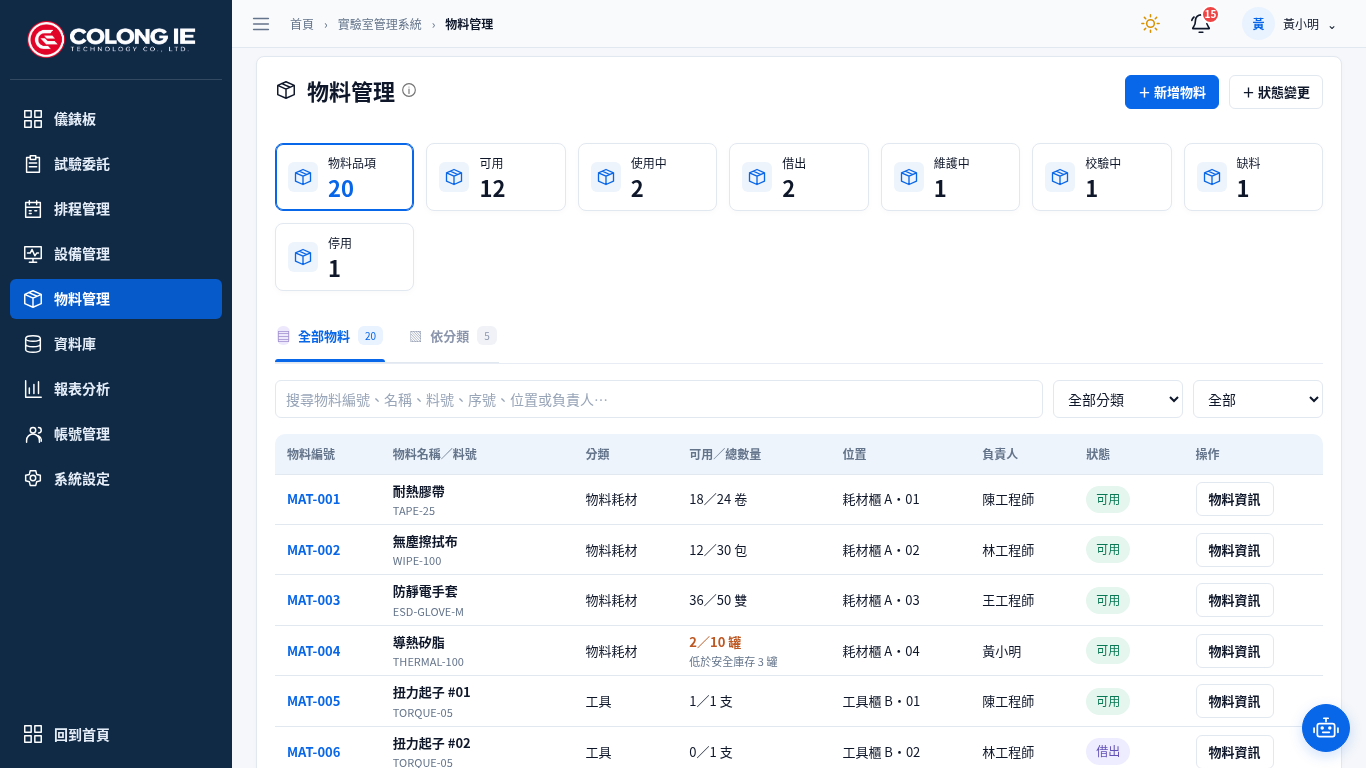 COLONG IE
TECHNOLOGY CO., LTD.
儀錶板
試驗委託
排程管理
設備管理
物料管理
資料庫
報表分析
帳號管理
系統設定
回到首頁
首頁 › 實驗室管理系統 › 物料管理
15
黃 黃小明
物料管理
+ 新增物料
+ 狀態變更
物料品項
20
可用
12
使用中
2
借出
2
維護中
1
校驗中
1
缺料
1
停用
1
全部物料 20
依分類 5
搜尋物料編號、名稱、料號、序號、位置或負責人…
全部分類
全部
物料編號 物料名稱／料號 分類 可用／總數量 位置 負責人 狀態 操作
MAT-001 耐熱膠帶 物料耗材 18／24 卷 耗材櫃 A・01 陳工程師 可用 物料資訊
TAPE-25
MAT-002 無塵擦拭布 物料耗材 12／30 包 耗材櫃 A・02 林工程師 可用 物料資訊
WIPE-100
MAT-003 防靜電手套 物料耗材 36／50 雙 耗材櫃 A・03 王工程師 可用 物料資訊
ESD-GLOVE-M
MAT-004 導熱矽脂 物料耗材 2／10 罐 耗材櫃 A・04 黃小明 可用 物料資訊
THERMAL-100 低於安全庫存 3 罐
MAT-005 扭力起子 #01 工具 1／1 支 工具櫃 B・01 陳工程師 可用 物料資訊
TORQUE-05
MAT-006 扭力起子 #02 工具 0／1 支 工具櫃 B・02 林工程師 借出 物料資訊
TORQUE-05